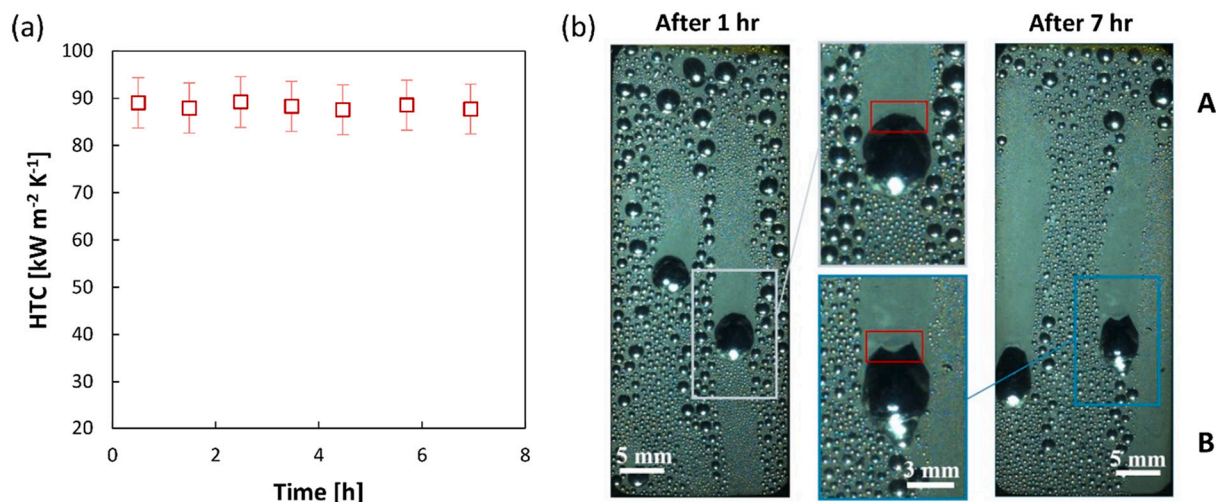 (a)
100
90
80
70
60
50
40
30
20
HTC [kW m⁻² K⁻¹]
0 2 4 6 8
Time [h]
(b)
After 1 hr
After 7 hr
A
B
5 mm
3 mm
5 mm